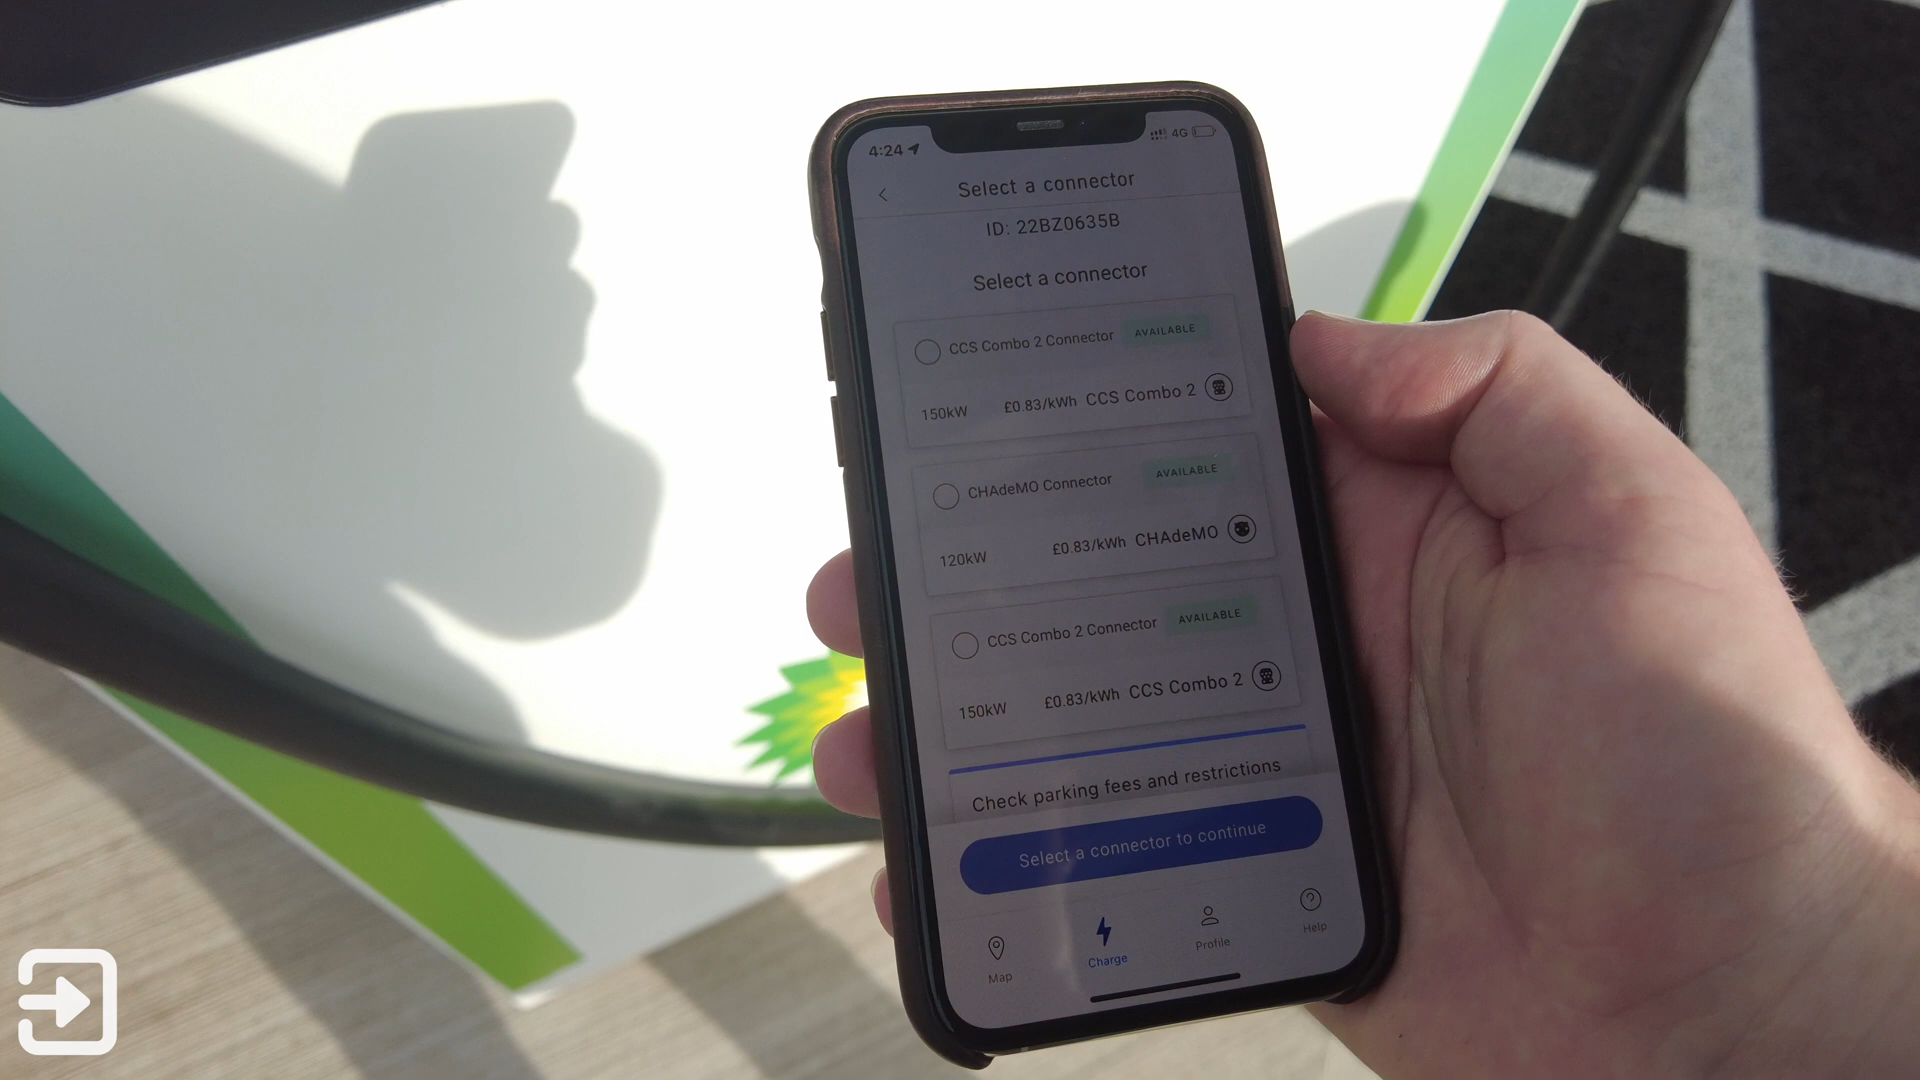 4:24
4G
Select a connector
ID: 22BZ0635B
Select a connector
CCS Combo 2 Connector AVAILABLE
150kW £0.83/kWh CCS Combo 2
CHAdeMO Connector AVAILABLE
120kW £0.83/kWh CHAdeMO
CCS Combo 2 Connector AVAILABLE
150kW £0.83/kWh CCS Combo 2
Check parking fees and restrictions
Select a connector to continue
Map Charge Profile Help